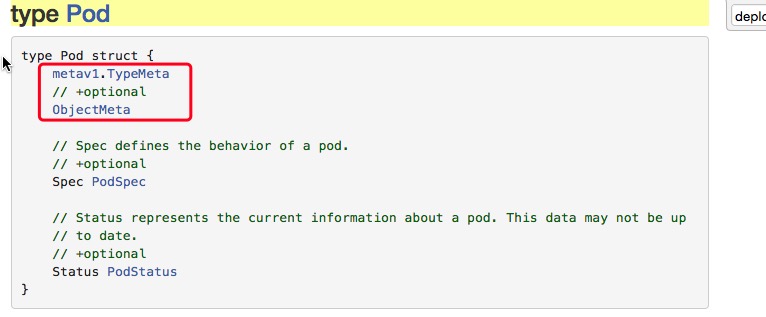 type Pod
deplo
type Pod struct {
    metav1.TypeMeta
    // +optional
    ObjectMeta
    // Spec defines the behavior of a pod.
    // +optional
    Spec PodSpec
    // Status represents the current information about a pod. This data may not be up
    // to date.
    // +optional
    Status PodStatus
}